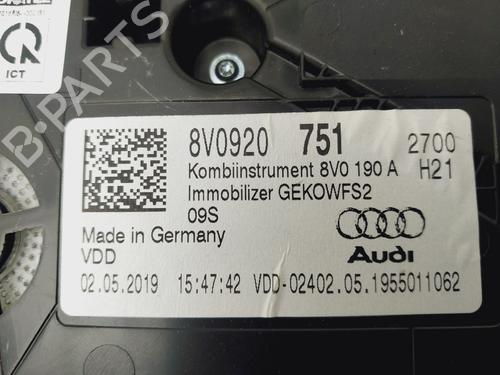 ICT
B-PARTS
8V0920 751 2700
Kombiinstrument 8V0 190 A H21
Immobilizer GEKOWFS2
09S
Made in Germany
VDD
Audi
02.05.2019 15:47:42 VDD-02402.05.1955011062